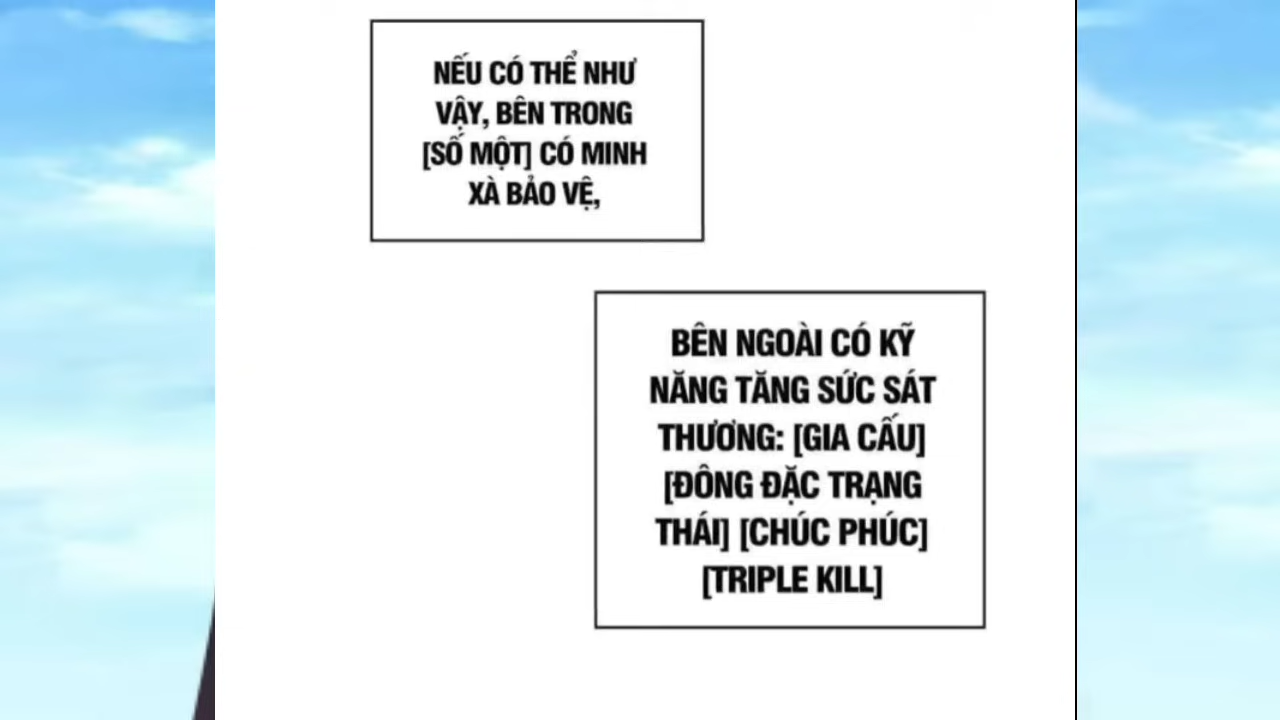 NẾU CÓ THỂ NHƯ
VẬY, BÊN TRONG
[SỐ MỘT] CÓ MINH
XÀ BẢO VỆ,
BÊN NGOÀI CÓ KỸ
NĂNG TĂNG SỨC SÁT
THƯƠNG: [GIA CẤU]
[ĐÔNG ĐẶC TRẠNG
THÁI] [CHÚC PHÚC]
[TRIPLE KILL]